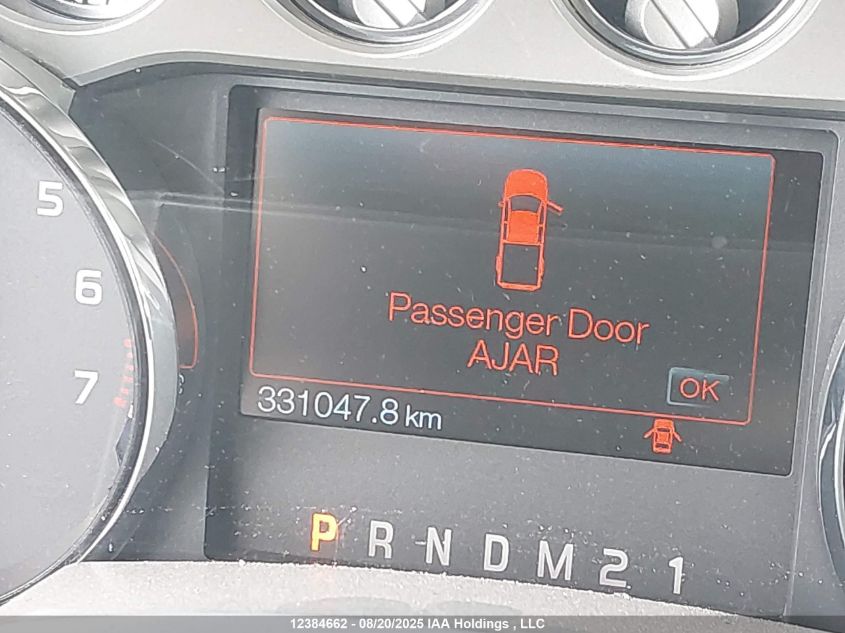 5
6
7
Passenger Door
AJAR
OK
331047.8 km
P R N D M 2 1
12384662 - 08/20/2025 IAA Holdings , LLC